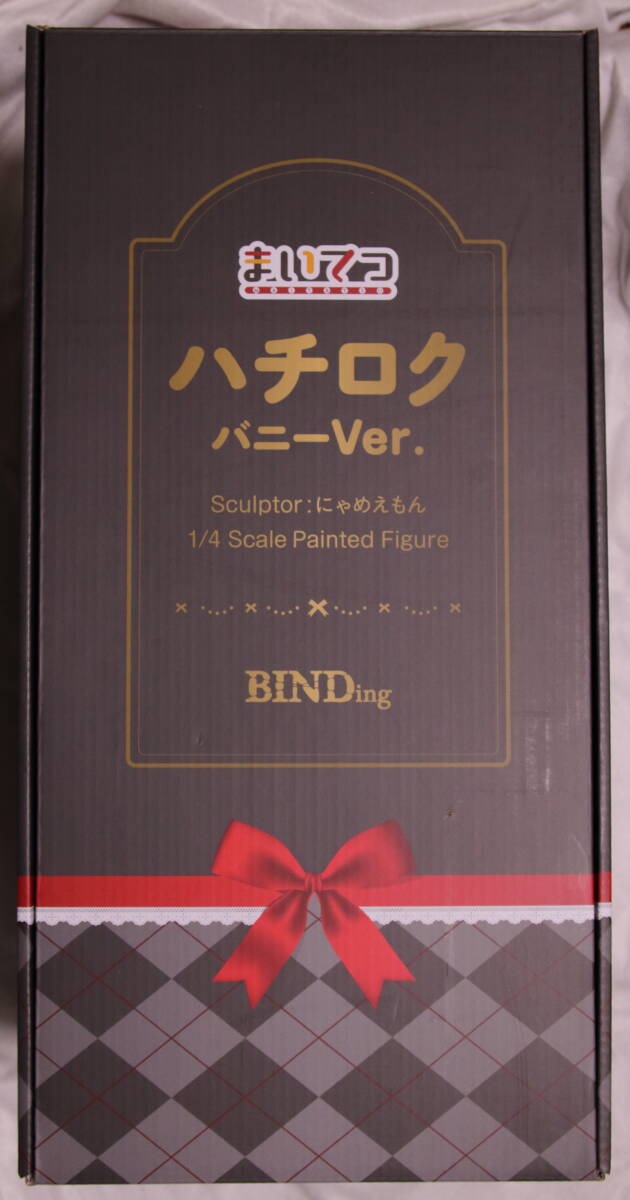 まいてつ
MAITETSU
ハチロク
バニーVer.
Sculptor:にゃめえもん
1/4 Scale Painted Figure
BINDing